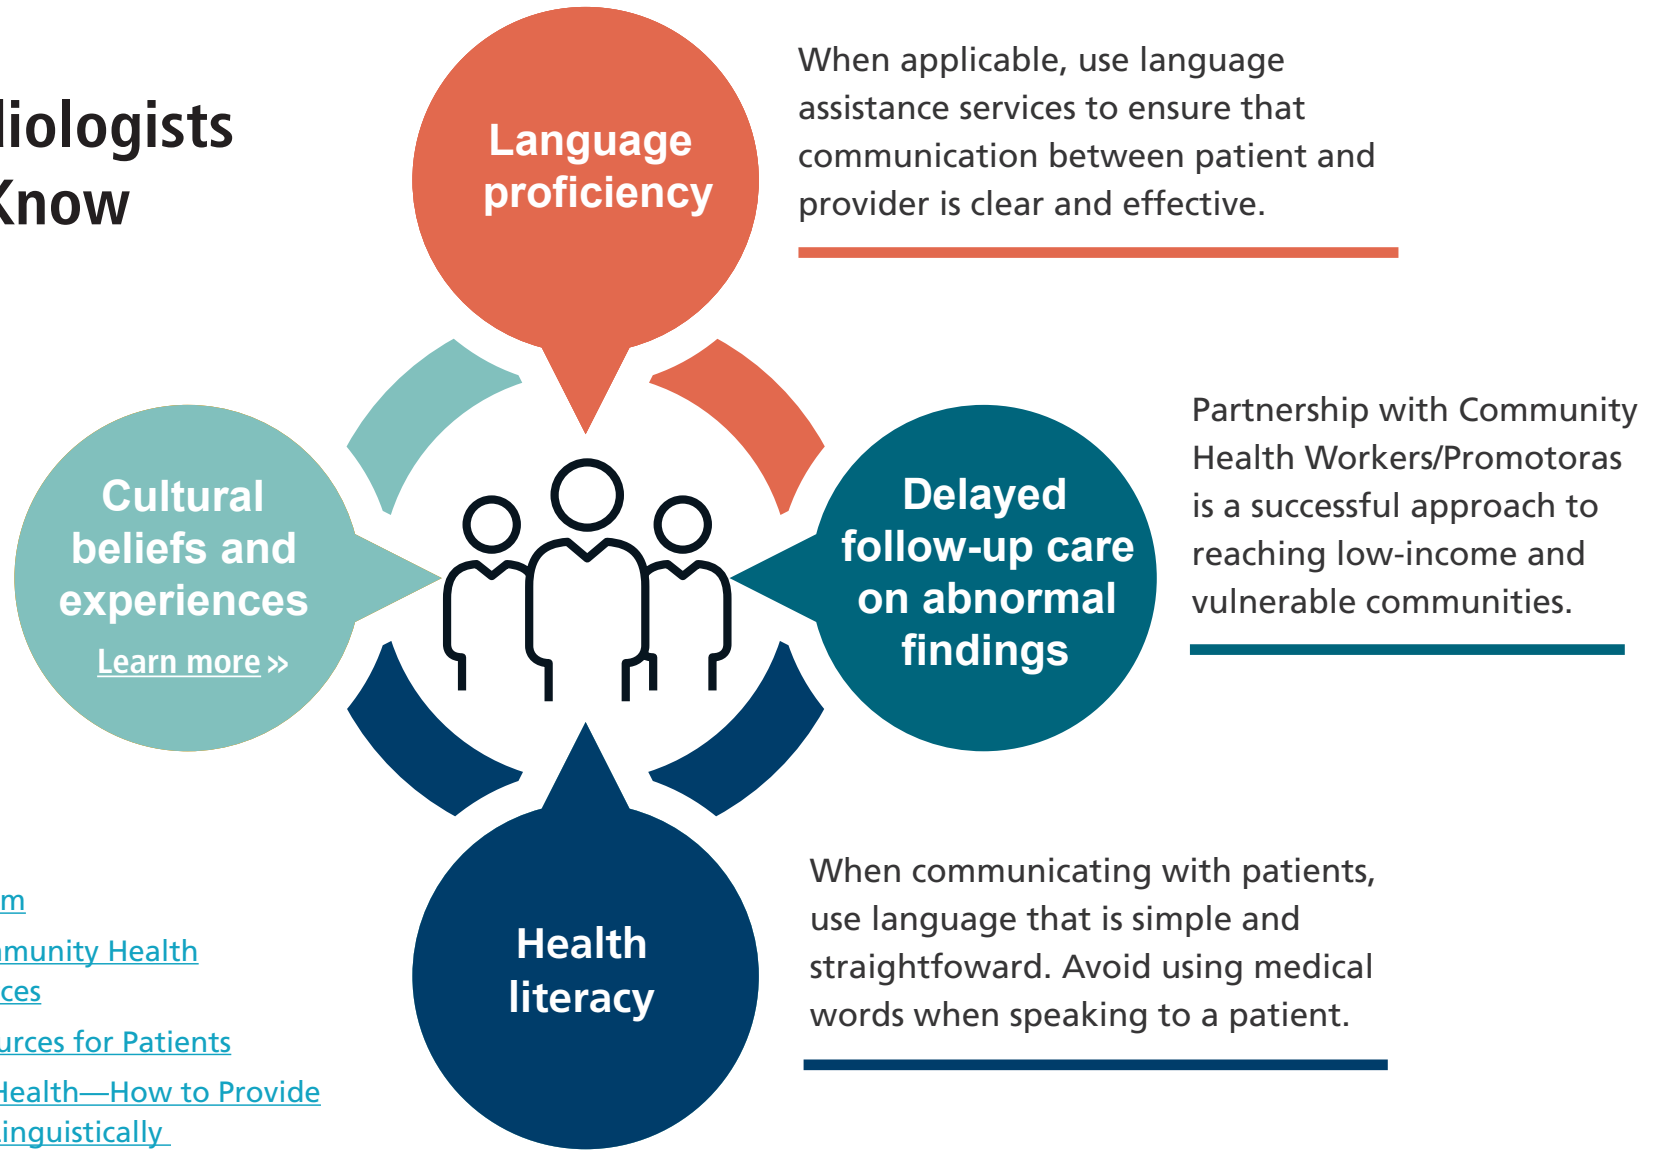 diologists
Know
Language
proficiency
When applicable, use language
assistance services to ensure that
communication between patient and
provider is clear and effective.
Cultural
beliefs and
experiences
Learn more »
Delayed
follow-up care
on abnormal
findings
Partnership with Community
Health Workers/Promotoras
is a successful approach to
reaching low-income and
vulnerable communities.
Health
literacy
When communicating with patients,
use language that is simple and
straightfoward. Avoid using medical
words when speaking to a patient.
m
mmunity Health
ces
urces for Patients
Health—How to Provide
inguistically